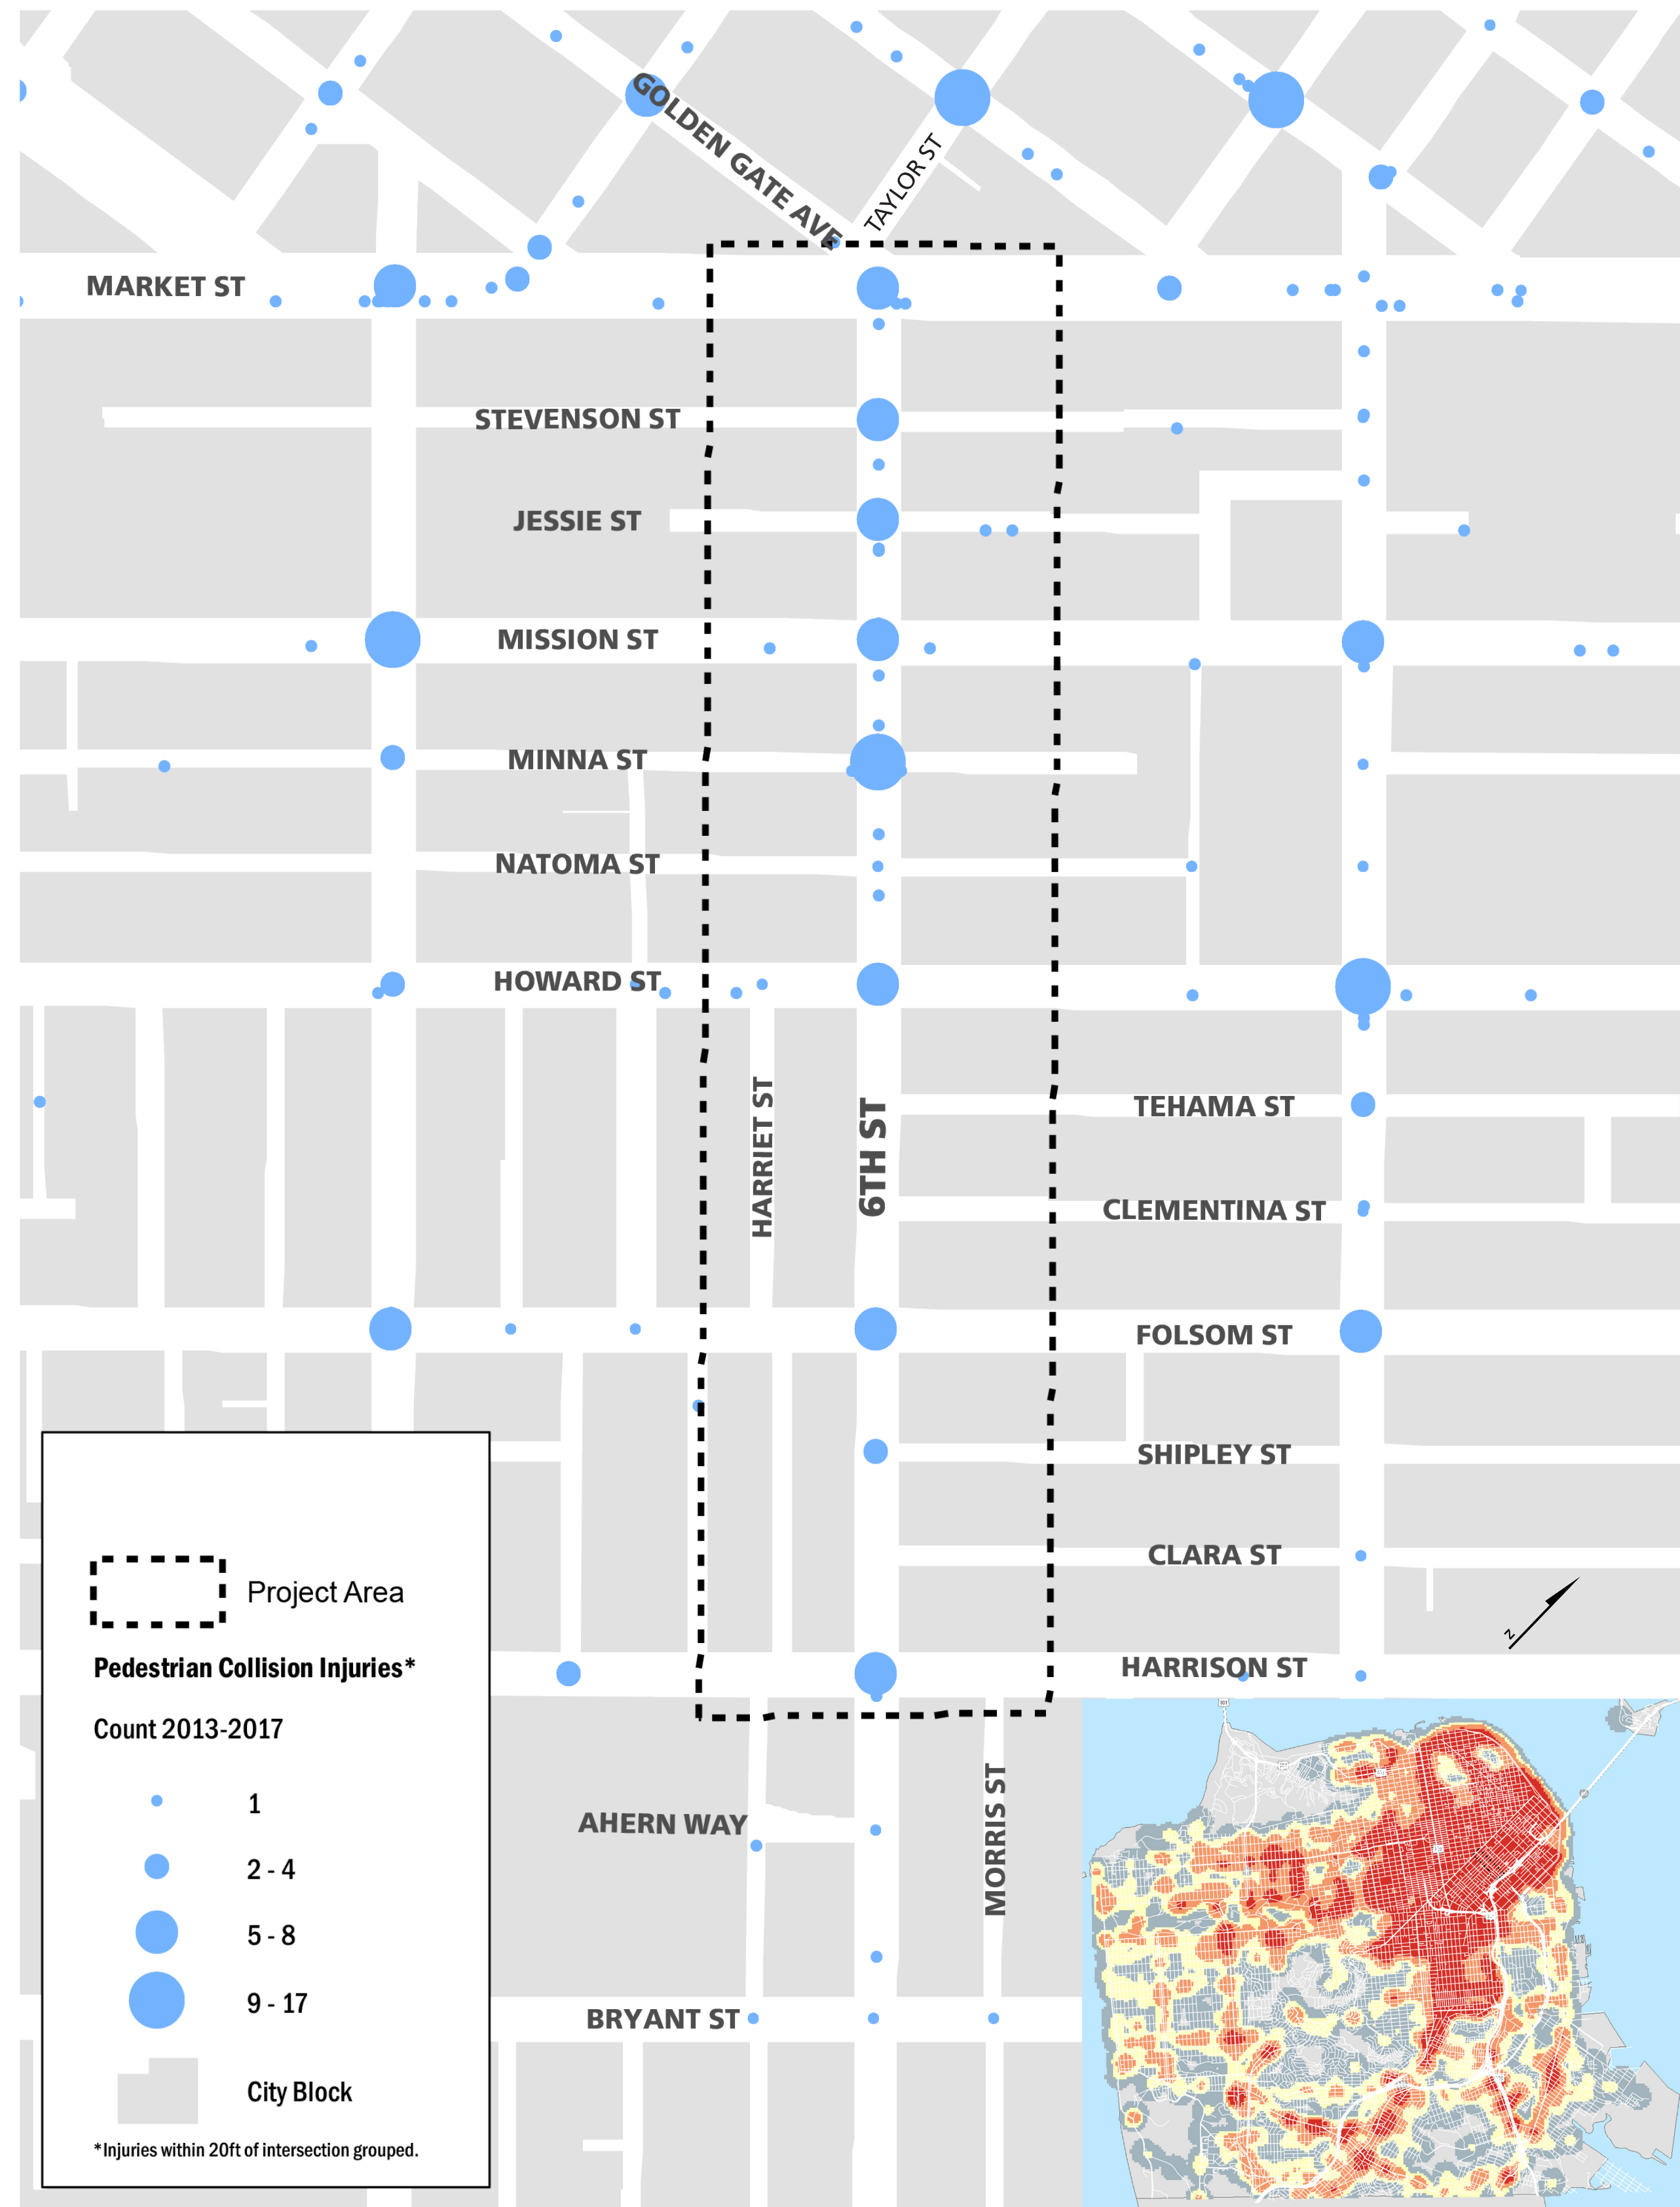 GOLDEN GATE AVE
TAYLOR ST
MARKET ST
STEVENSON ST
JESSIE ST
MISSION ST
MINNA ST
NATOMA ST
HOWARD ST
HARRIET ST
6TH ST
TEHAMA ST
CLEMENTINA ST
FOLSOM ST
SHIPLEY ST
CLARA ST
HARRISON ST
N
AHERN WAY
MORRIS ST
BRYANT ST
Project Area
Pedestrian Collision Injuries*
Count 2013-2017
1
2 - 4
5 - 8
9 - 17
City Block
*Injuries within 20ft of intersection grouped.